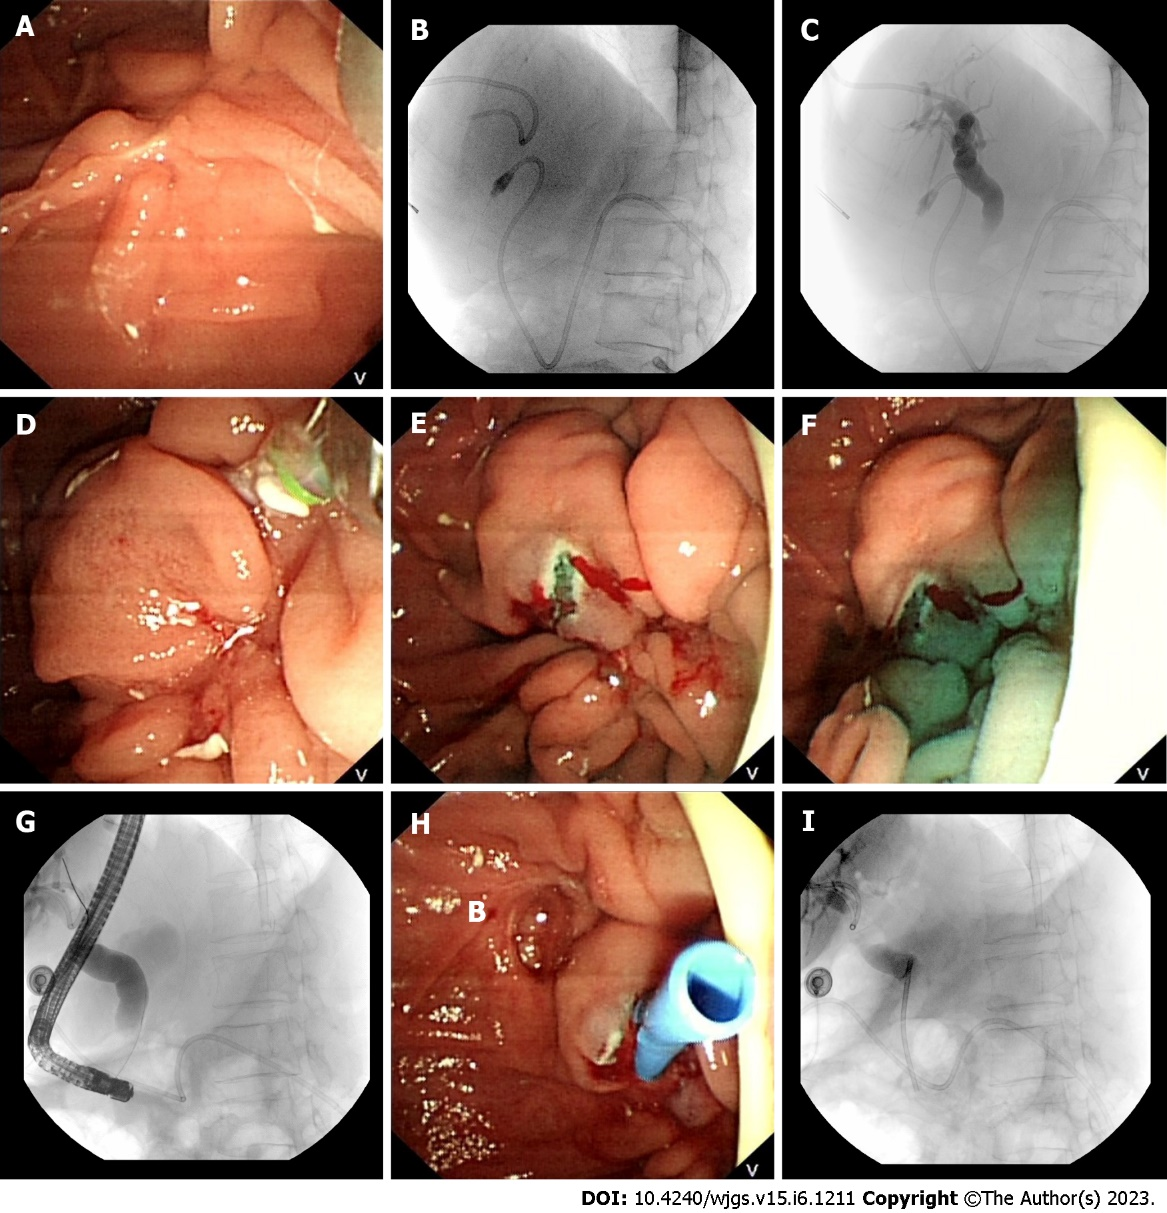 A
B
C
V
D
E
F
V
V
V
G
H
I
B
V
DOI: 10.4240/wjgs.v15.i6.1211 Copyright ©The Author(s) 2023.